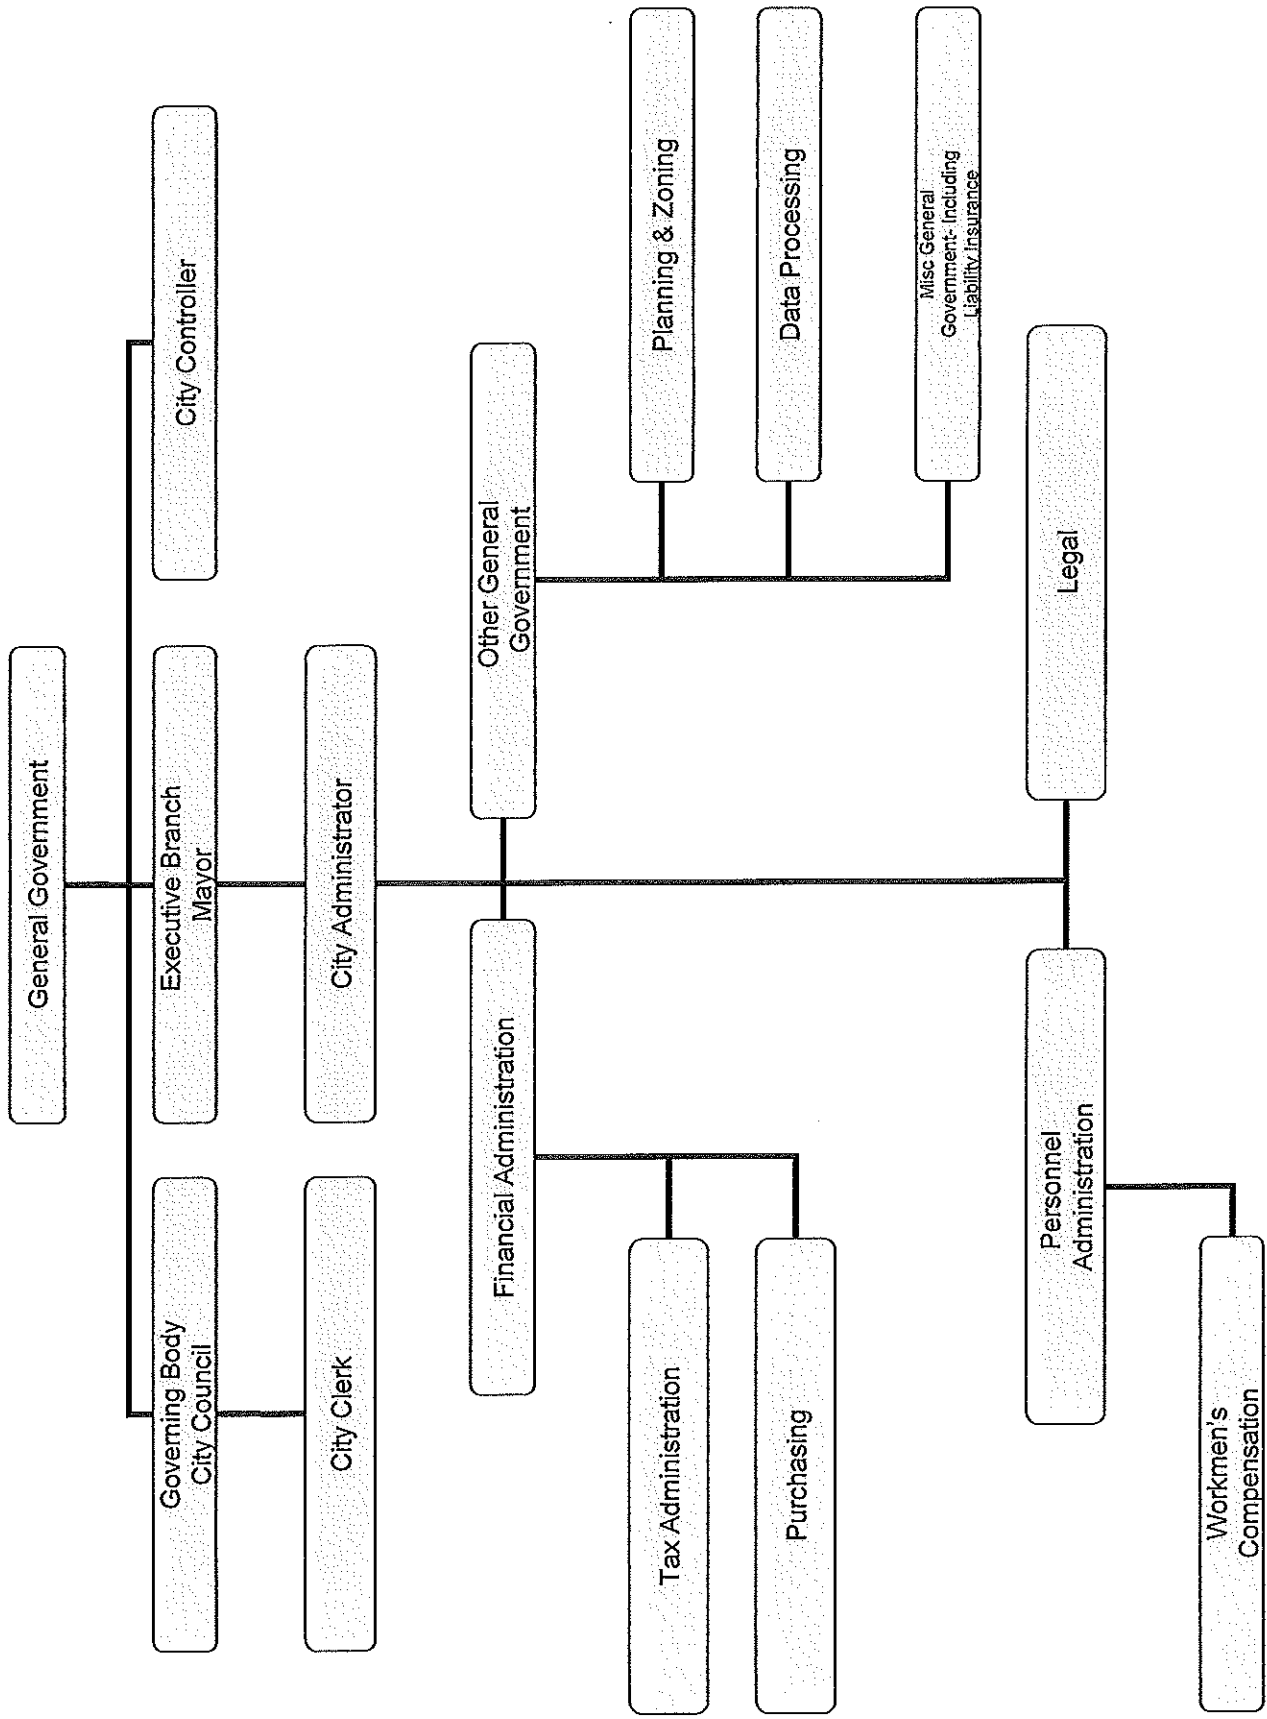 General Government
Governing Body
City Council
Executive Branch
Mayor
City Controller
City Clerk
City Administrator
Financial Administration
Other General
Government
Tax Administration
Planning & Zoning
Purchasing
Data Processing
Misc General
Government- Including
Liability Insurance
Personnel
Administration
Legal
Workmen's
Compensation